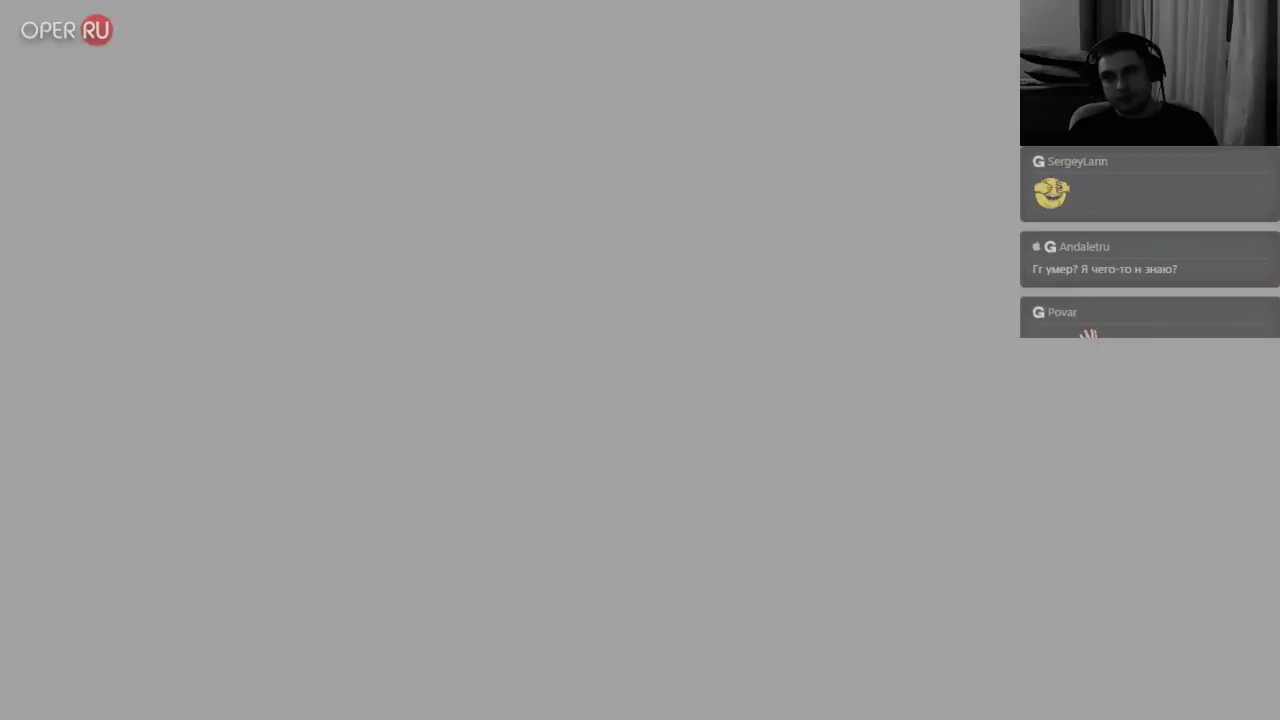 OPER RU
SergeyLann
Andaletru
Гг умер? Я чего-то н знаю?
Povar